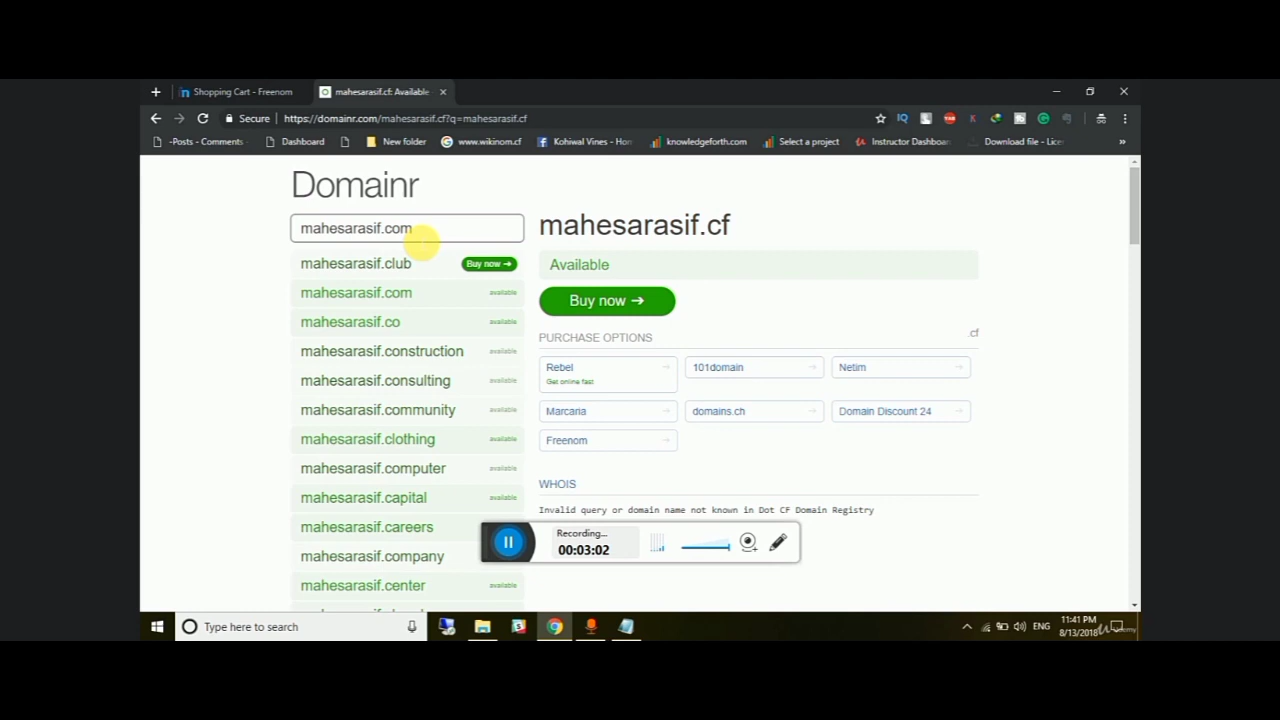 Shopping Cart - Freenom
mahesarasif.cf: Available
Secure
https://domainr.com/mahesarasif.cf?q=mahesarasif.cf
-Posts - Comments
Dashboard
New folder
www.wikinom.cf
Kohiwal Vines - Hon
knowledgeforth.com
Select a project
Instructor Dashboa
Download file - Lice
Domainr
mahesarasif.com
mahesarasif.club
Buy now
mahesarasif.com
available
mahesarasif.co
available
mahesarasif.construction
available
mahesarasif.consulting
available
mahesarasif.community
available
mahesarasif.clothing
available
mahesarasif.computer
available
mahesarasif.capital
available
mahesarasif.careers
mahesarasif.company
mahesarasif.center
available
mahesarasif.cf
Available
Buy now
PURCHASE OPTIONS
.cf
Rebel
Get online fast
101domain
Netim
Marcaria
domains.ch
Domain Discount 24
Freenom
WHOIS
Invalid query or domain name not known in Dot CF Domain Registry
Recording...
00:03:02
Type here to search
ENG
11:41 PM
8/13/2018